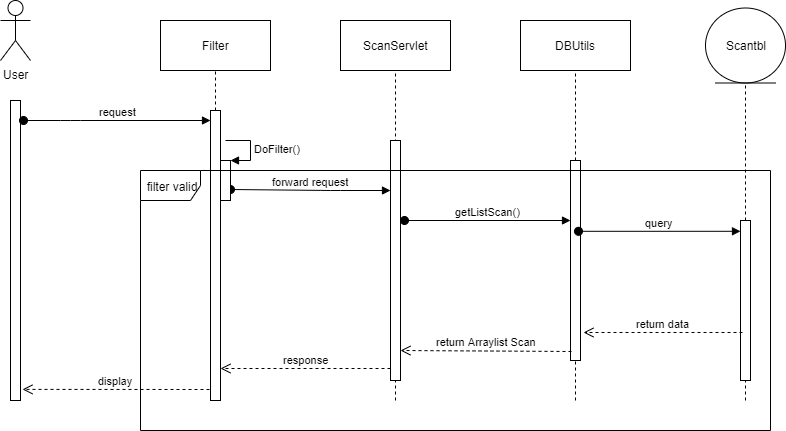 User
Filter
ScanServlet
DBUtils
Scantbl
request
DoFilter()
filter valid
forward request
getListScan()
query
return data
return Arraylist Scan
response
display